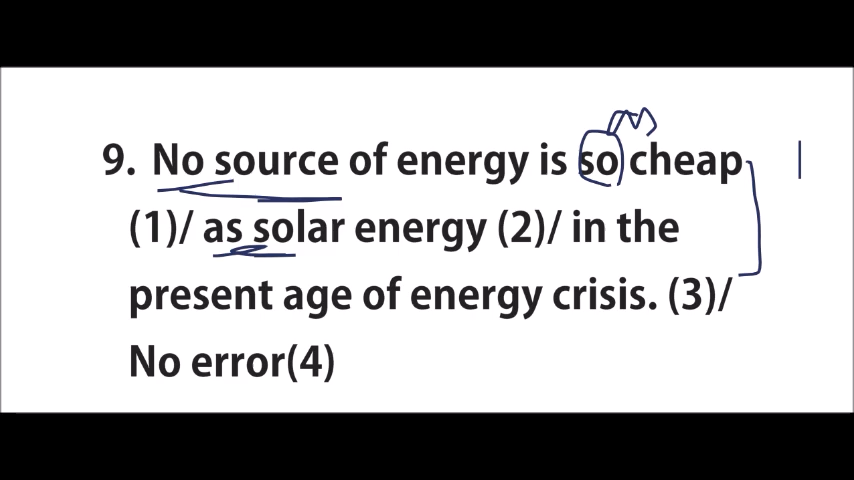 9. No source of energy is so cheap
(1)/ as solar energy (2)/ in the
present age of energy crisis. (3)/
No error(4)